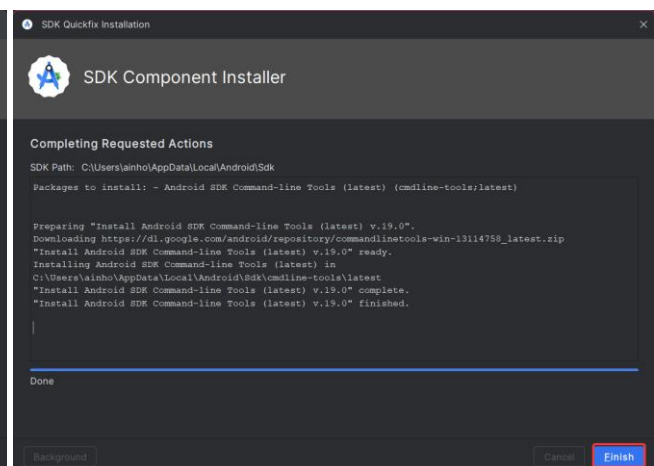 SDK Quickfix Installation
SDK Component Installer
Completing Requested Actions
SDK Path: C:\Users\ainho\AppData\Local\Android\Sdk
Packages to install: - Android SDK Command-line Tools (latest) (cmdline-tools;latest)
Preparing "Install Android SDK Command-line Tools (latest) v.19.0".
Downloading https://dl.google.com/android/repository/commandlinetools-win-13114758_latest.zip
"Install Android SDK Command-line Tools (latest) v.19.0" ready.
Installing Android SDK Command-line Tools (latest) in
C:\Users\ainho\AppData\Local\Android\Sdk\cmdline-tools\latest
"Install Android SDK Command-line Tools (latest) v.19.0" complete.
"Install Android SDK Command-line Tools (latest) v.19.0" finished.
Done
Background Cancel Finish